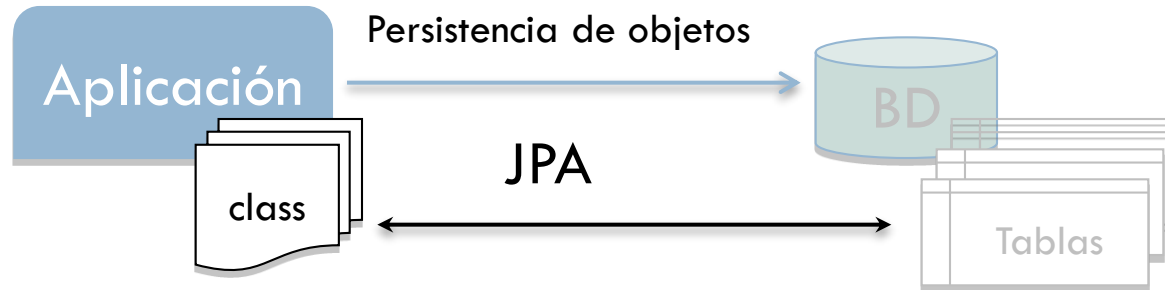 Persistencia de objetos
Aplicación
BD
JPA
class
Tablas